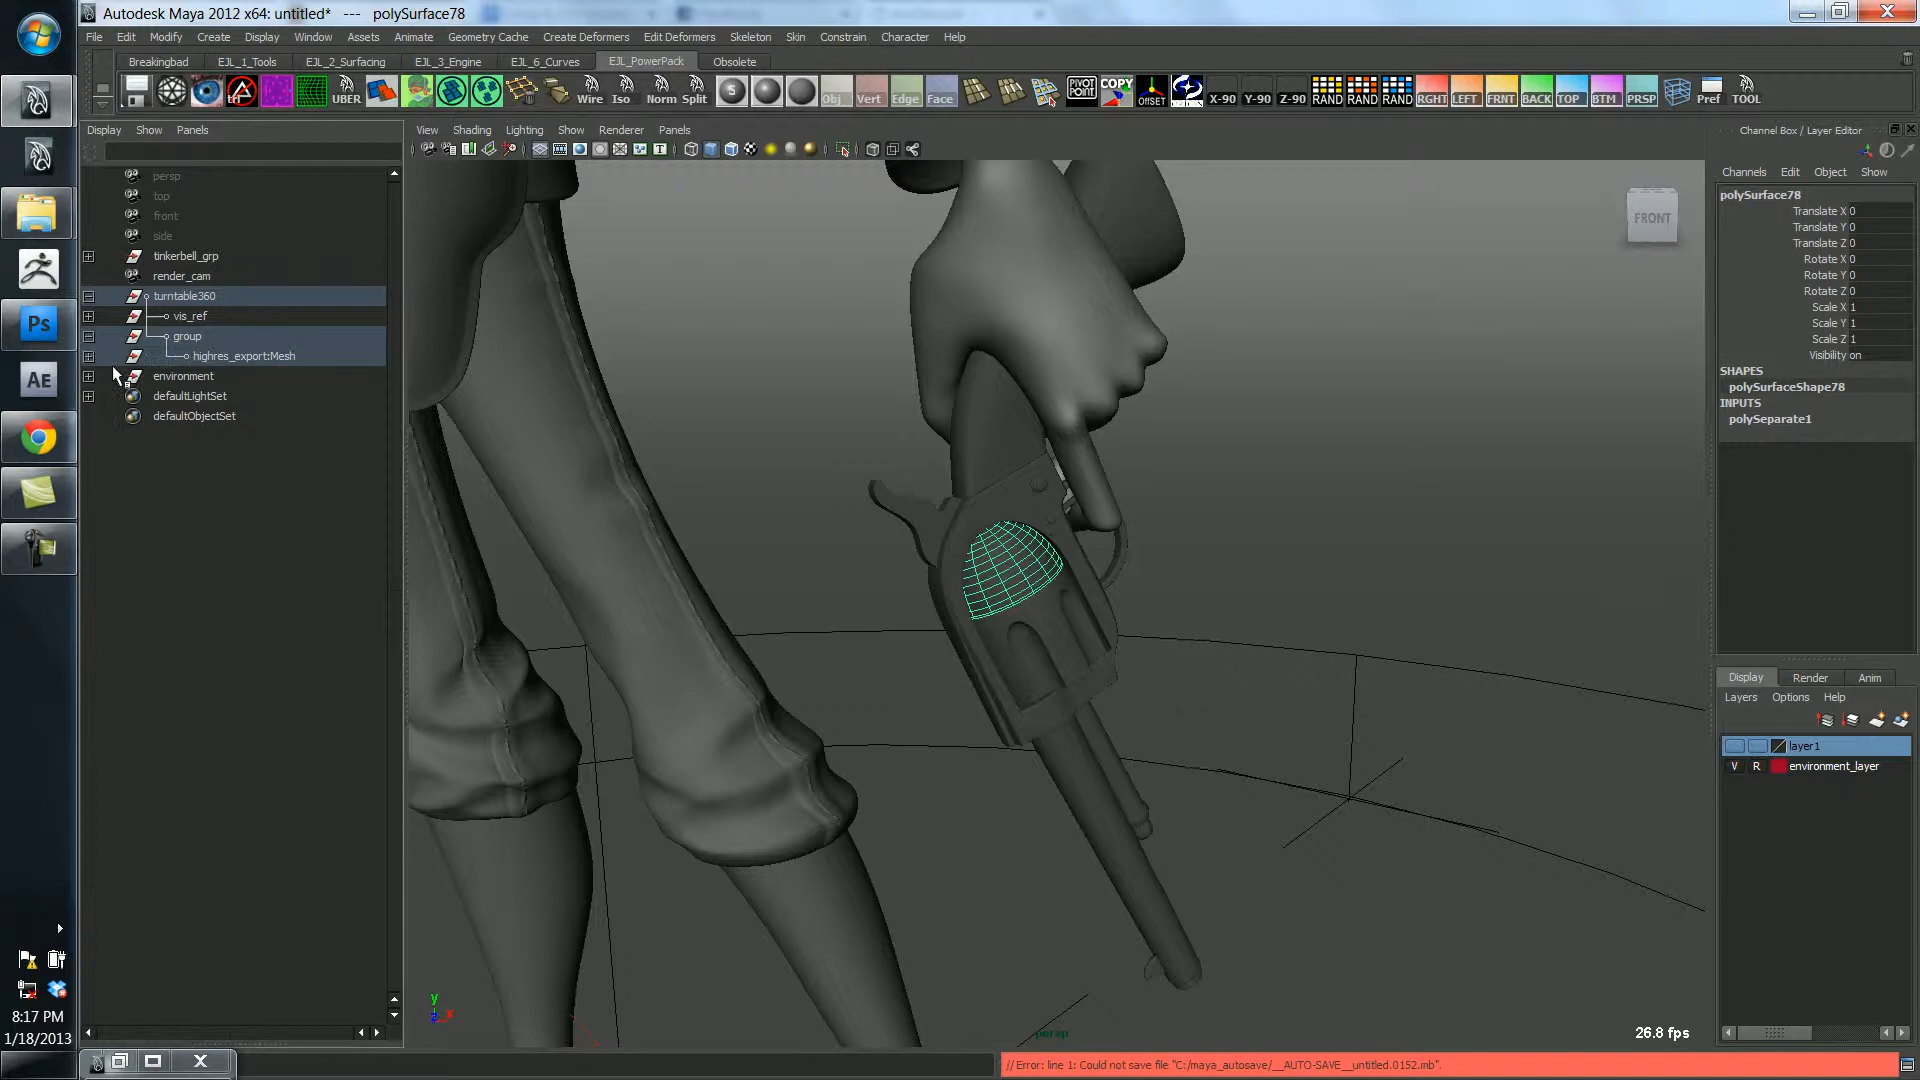 Autodesk Maya 2012 x64: untitled* --- polySurface78
File Edit Modify Create Display Window Assets Animate Geometry Cache Create Deformers Edit Deformers Skeleton Skin Constrain Character Help
Breakingbad EJL_1_Tools EJL_2_Surfacing EJL_3_Engine EJL_6_Curves EJL_PowerPack Obsolete
tri UBER Wire Iso Norm Split S S Obj Vert Edge Face PIVOT POINT COPY OFFSET X-90 Y-90 Z-90 RAND RAND RAND RGHT LEFT FRNT BACK TOP BTM PRSP Pref TOOL
Display Show Panels
View Shading Lighting Show Renderer Panels
persp
top
front
side
tinkerbell_grp
render_cam
turntable360
vis_ref
group
highres_export:Mesh
environment
defaultLightSet
defaultObjectSet
FRONT
y
x
persp
26.8 fps
Channel Box / Layer Editor
Channels Edit Object Show
polySurface78
Translate X 0
Translate Y 0
Translate Z 0
Rotate X 0
Rotate Y 0
Rotate Z 0
Scale X 1
Scale Y 1
Scale Z 1
Visibility on
SHAPES
polySurfaceShape78
INPUTS
polySeparate1
Display Render Anim
Layers Options Help
layer1
V R environment_layer
Ps
AE
8:17 PM
1/18/2013
// Error: line 1: Could not save file "C:/maya_autosave/__AUTO-SAVE__untitled.0152.mb".